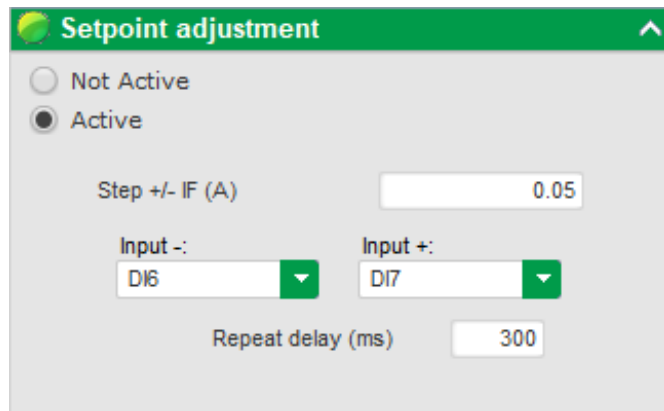 Setpoint adjustment
Not Active
Active
Step +/- IF (A) 0.05
Input -: Input +:
DI6 DI7
Repeat delay (ms) 300